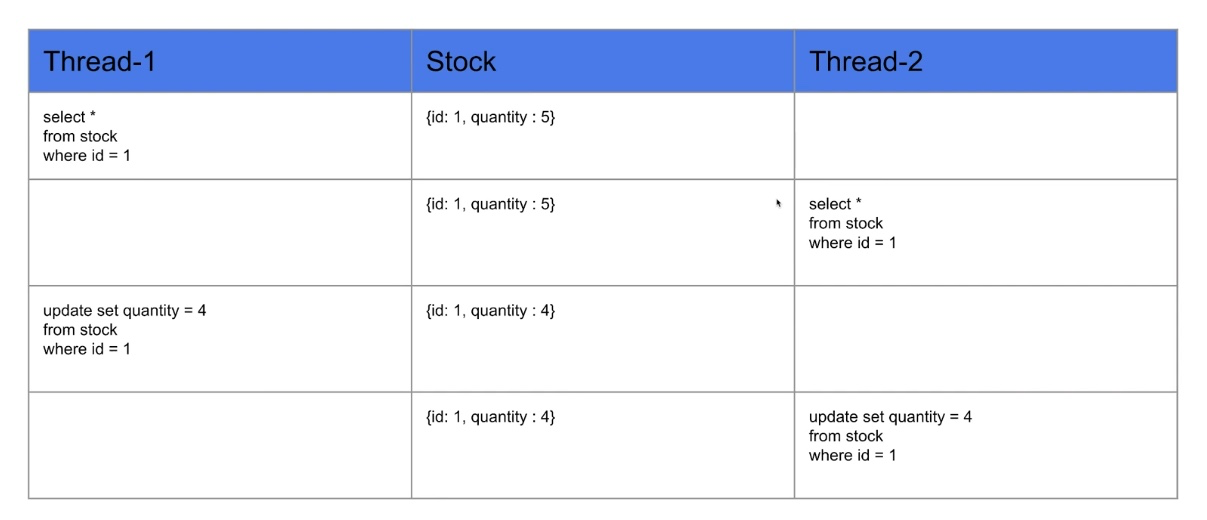 Thread-1 Stock Thread-2
select * {id: 1, quantity : 5}
from stock
where id = 1
{id: 1, quantity : 5} select *
from stock
where id = 1
update set quantity = 4 {id: 1, quantity : 4}
from stock
where id = 1
{id: 1, quantity : 4} update set quantity = 4
from stock
where id = 1